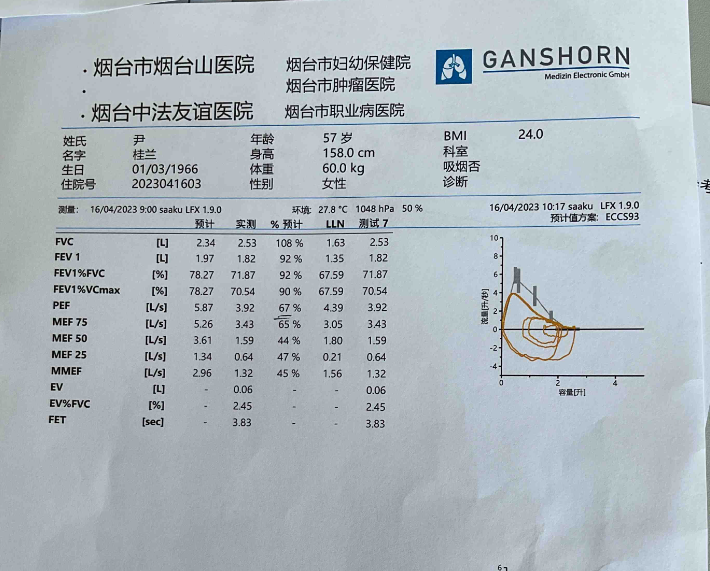 · 烟台市烟台山医院 烟台市妇幼保健院
· 烟台市肿瘤医院
· 烟台中法友谊医院 烟台市职业病医院
GANSHORN
Medizin Electronic GmbH
姓氏 尹 年龄 57 岁 BMI 24.0
名字 桂兰 身高 158.0 cm 科室
生日 01/03/1966 体重 60.0 kg 吸烟否
住院号 2023041603 性别 女性 诊断
测量: 16/04/2023 9:00 saaku LFX 1.9.0 环境: 27.8 °C 1048 hPa 50 % 16/04/2023 10:17 saaku LFX 1.9.0
预计值方案: ECCS93
预计 实测 % 预计 LLN 测试 7
FVC [L] 2.34 2.53 108 % 1.63 2.53
FEV 1 [L] 1.97 1.82 92 % 1.35 1.82
FEV1%FVC [%] 78.27 71.87 92 % 67.59 71.87
FEV1%VCmax [%] 78.27 70.54 90 % 67.59 70.54
PEF [L/s] 5.87 3.92 67 % 4.39 3.92
MEF 75 [L/s] 5.26 3.43 65 % 3.05 3.43
MEF 50 [L/s] 3.61 1.59 44 % 1.80 1.59
MEF 25 [L/s] 1.34 0.64 47 % 0.21 0.64
MMEF [L/s] 2.96 1.32 45 % 1.56 1.32
EV [L] - 0.06 - - 0.06
EV%FVC [%] - 2.45 - - 2.45
FET [sec] - 3.83 - - 3.83
流量[升/秒]
10
8
6
4
2
0
-2
-4
0 2 4
容量[升]
6